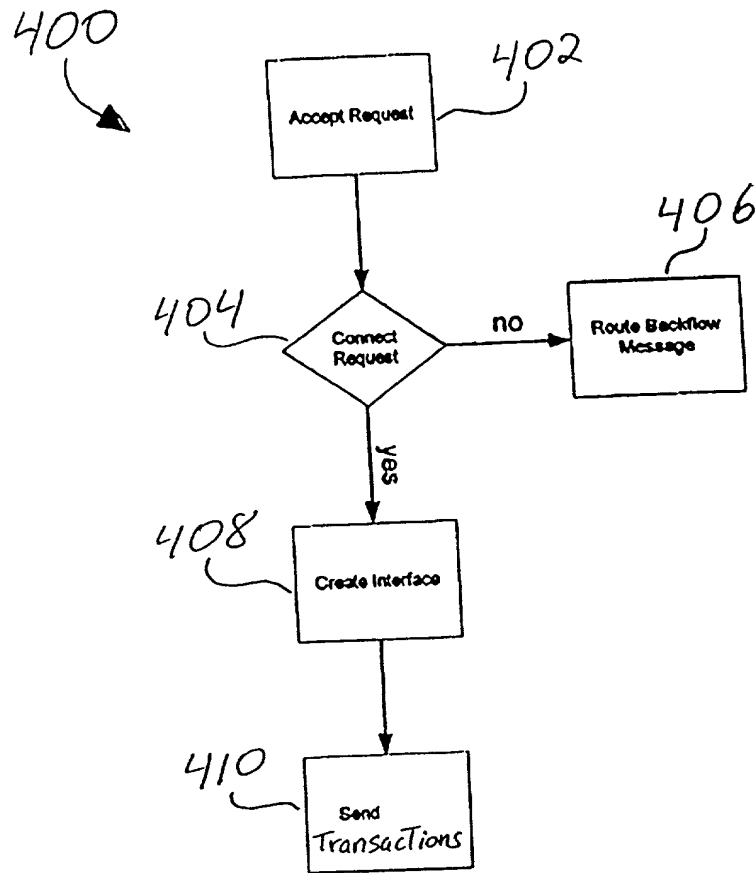 400
402
Accept Request
406
404
Connect
Request
no
Route Backflow
Message
yes
408
Create Interface
410
Send
Transactions